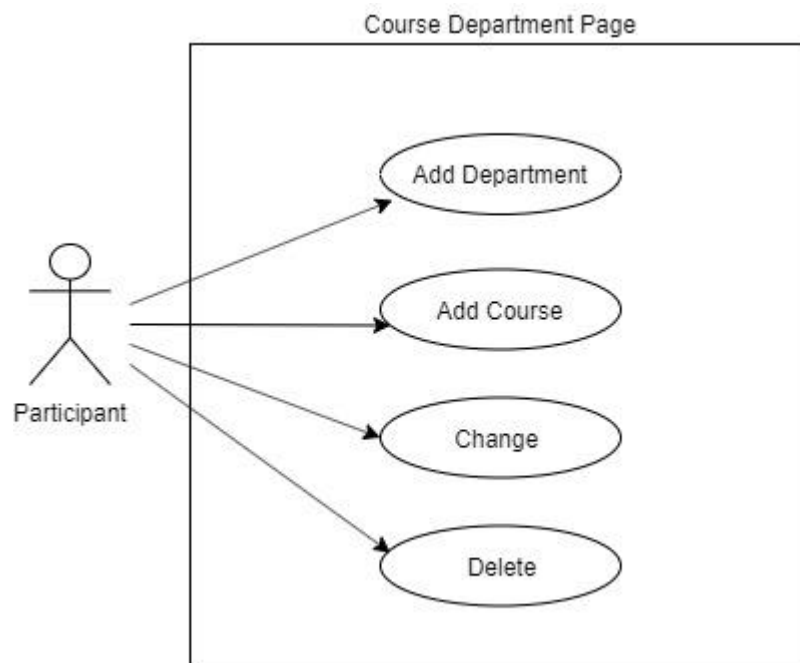 Course Department Page
Add Department
Add Course
Change
Delete
Participant